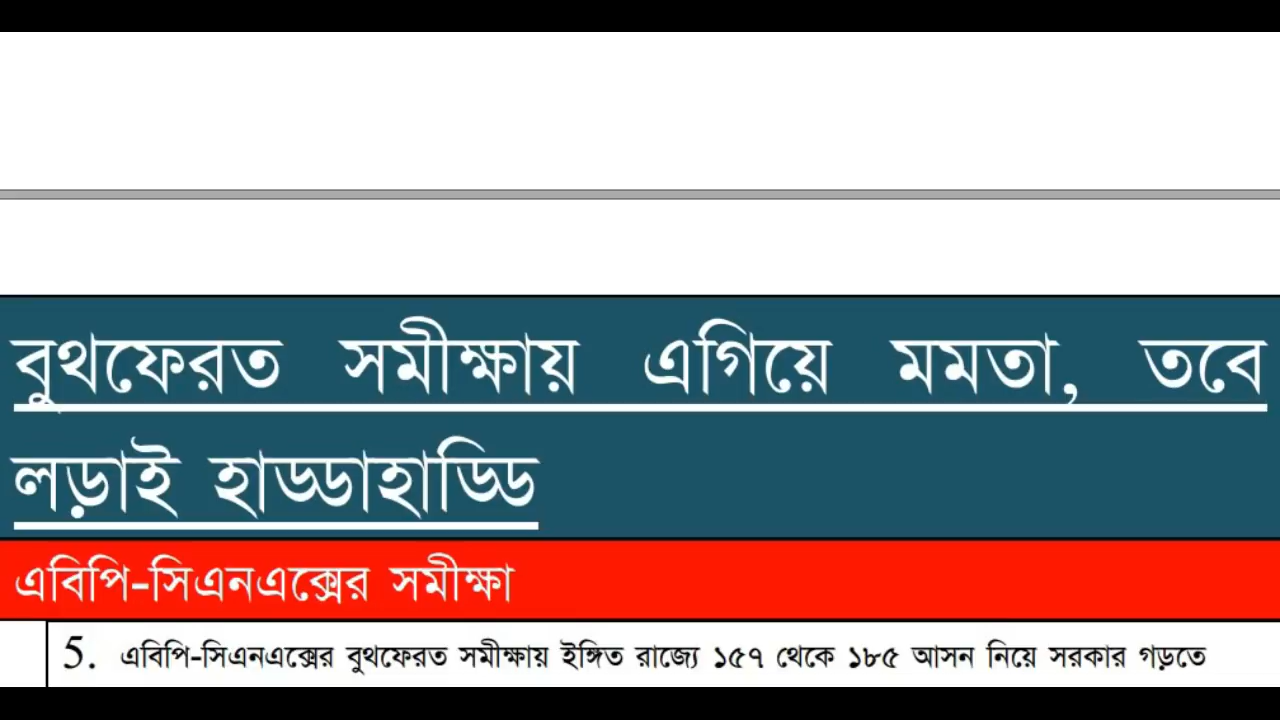 বুথফেরত সমীক্ষায় এগিয়ে মমতা, তবে
লড়াই হাড্ডাহাড্ডি
এবিপি-সিএনএক্সের সমীক্ষা
5. এবিপি-সিএনএক্সের বুথফেরত সমীক্ষায় ইঙ্গিত রাজ্যে ১৫৭ থেকে ১৮৫ আসন নিয়ে সরকার গড়তে